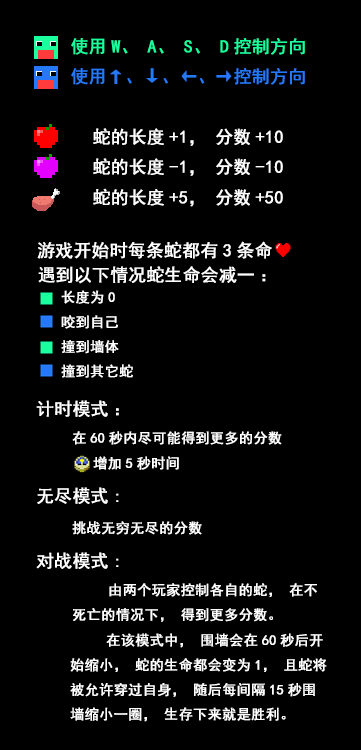 使用 W、 A、 S、 D 控制方向
使用↑、↓、←、→控制方向
蛇的长度 +1， 分数 +10
蛇的长度 -1， 分数 -10
蛇的长度 +5， 分数 +50
游戏开始时每条蛇都有 3 条命
遇到以下情况蛇生命会减一：
长度为 0
咬到自己
撞到墙体
撞到其它蛇
计时模式：
在 60 秒内尽可能得到更多的分数
增加 5 秒时间
无尽模式：
挑战无穷无尽的分数
对战模式：
由两个玩家控制各自的蛇， 在不
死亡的情况下， 得到更多分数。
在该模式中， 围墙会在 60 秒后开
始缩小， 蛇的生命都会变为 1， 且蛇将
被允许穿过自身， 随后每间隔 15 秒围
墙缩小一圈， 生存下来就是胜利。